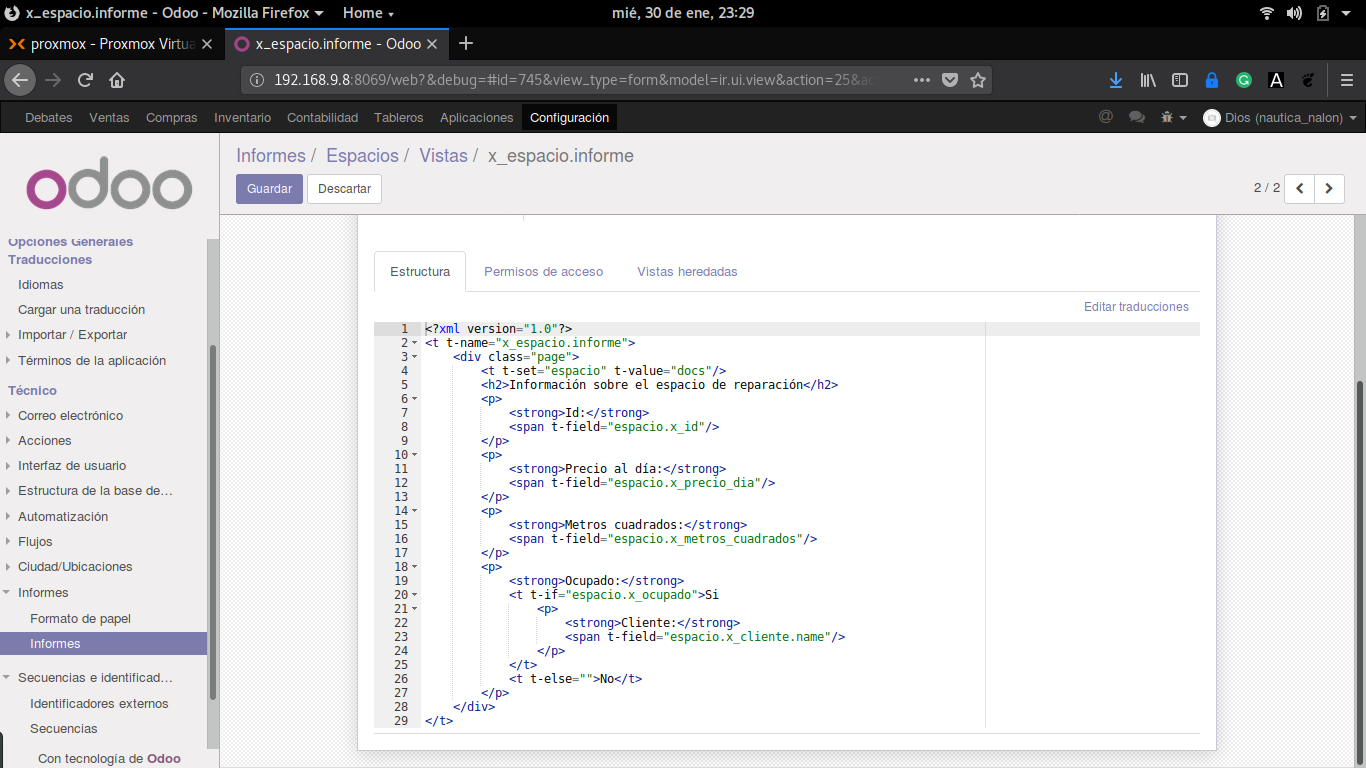 x_espacio.informe - Odoo - Mozilla Firefox
Home
mié, 30 de ene, 23:29
proxmox - Proxmox Virtua
x_espacio.informe - Odoo
192.168.9.8:8069/web?&debug=#id=745&view_type=form&model=ir.ui.view&action=25&ac
Debates Ventas Compras Inventario Contabilidad Tableros Aplicaciones Configuración
@ Dios (nautica_nalon)
odoo
Informes / Espacios / Vistas / x_espacio.informe
Guardar Descartar
2 / 2
Opciones Generales
Traducciones
Idiomas
Cargar una traducción
Importar / Exportar
Términos de la aplicación
Técnico
Correo electrónico
Acciones
Interfaz de usuario
Estructura de la base de...
Automatización
Flujos
Ciudad/Ubicaciones
Informes
Formato de papel
Informes
Secuencias e identificad...
Identificadores externos
Secuencias
Con tecnología de Odoo
Estructura Permisos de acceso Vistas heredadas
Editar traducciones
1 <?xml version="1.0"?>
2 <t t-name="x_espacio.informe">
3 <div class="page">
4 <t t-set="espacio" t-value="docs"/>
5 <h2>Información sobre el espacio de reparación</h2>
6 <p>
7 <strong>Id:</strong>
8 <span t-field="espacio.x_id"/>
9 </p>
10 <p>
11 <strong>Precio al día:</strong>
12 <span t-field="espacio.x_precio_dia"/>
13 </p>
14 <p>
15 <strong>Metros cuadrados:</strong>
16 <span t-field="espacio.x_metros_cuadrados"/>
17 </p>
18 <p>
19 <strong>Ocupado:</strong>
20 <t t-if="espacio.x_ocupado">Si
21 <p>
22 <strong>Cliente:</strong>
23 <span t-field="espacio.x_cliente.name"/>
24 </p>
25 </t>
26 <t t-else="">No</t>
27 </p>
28 </div>
29 </t>